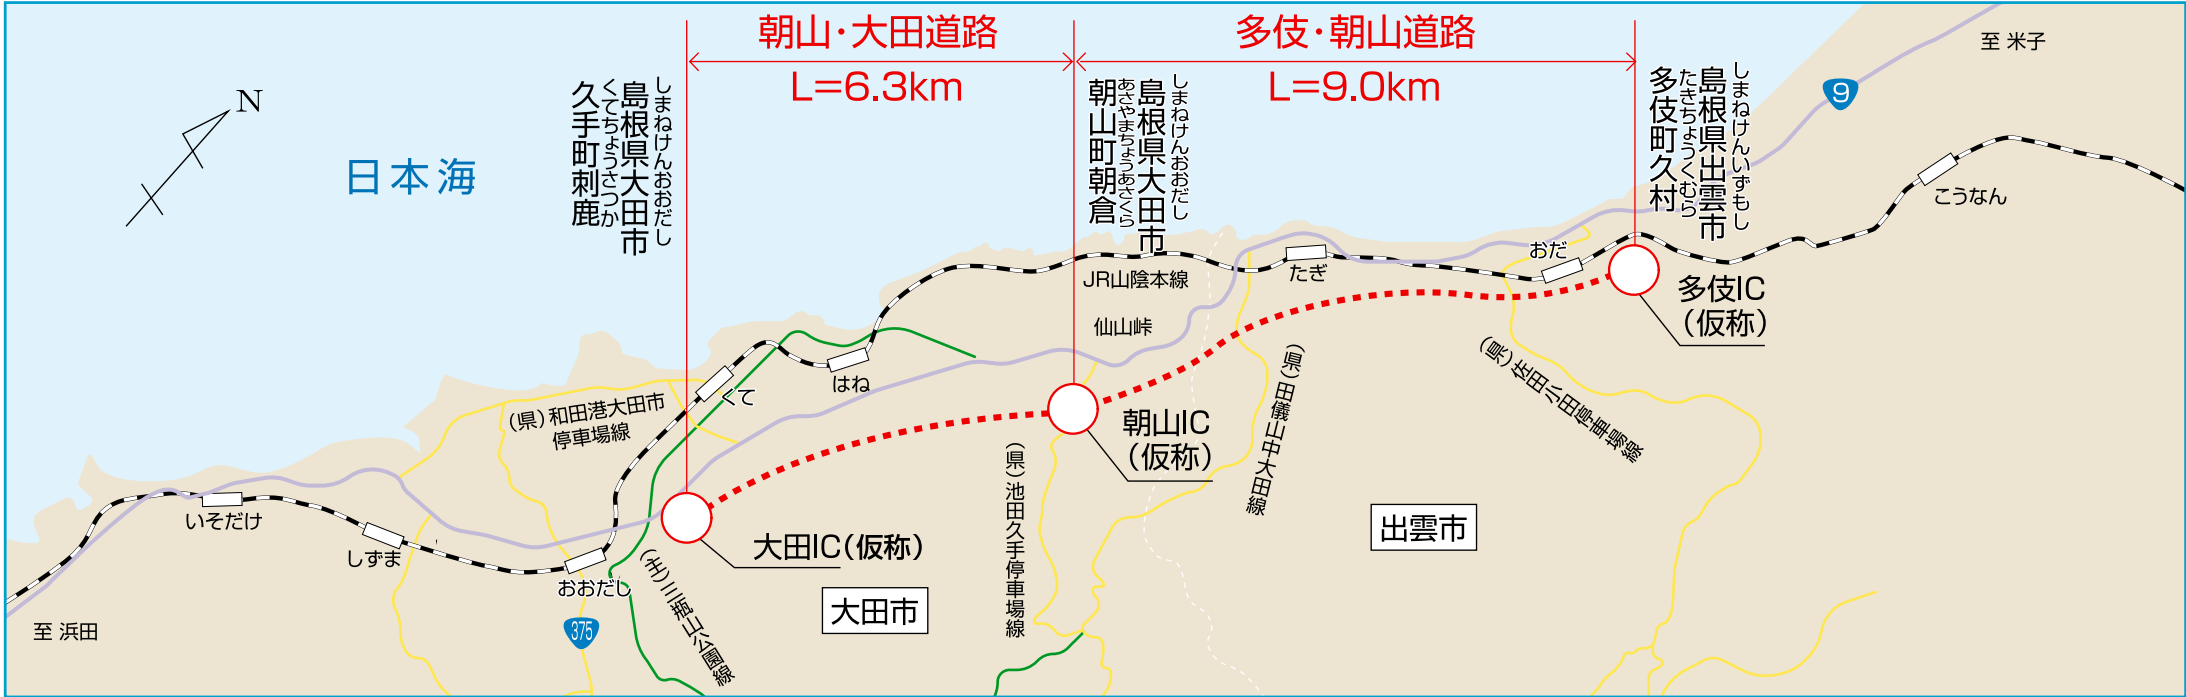 朝山・大田道路
L=6.3km
多伎・朝山道路
L=9.0km
至 米子
9
N
日本海
しまねけんおおだし
島根県大田市
くてちょうさつか
久手町刺鹿
しまねけんおおだし
島根県大田市
あさやまちょうあさくら
朝山町朝倉
しまねけんいずもし
島根県出雲市
たきちょうくむら
多伎町久村
こうなん
おだ
たぎ
JR山陰本線
仙山峠
多伎IC
(仮称)
はね
くて
(県)和田港大田市
停車場線
朝山IC
(仮称)
(県)田儀山中大田線
(県)佐田小田停車場線
(県)池田久手停車場線
いそだけ
しずま
おおだし
大田IC(仮称)
(主)三瓶山公園線
出雲市
大田市
375
至 浜田